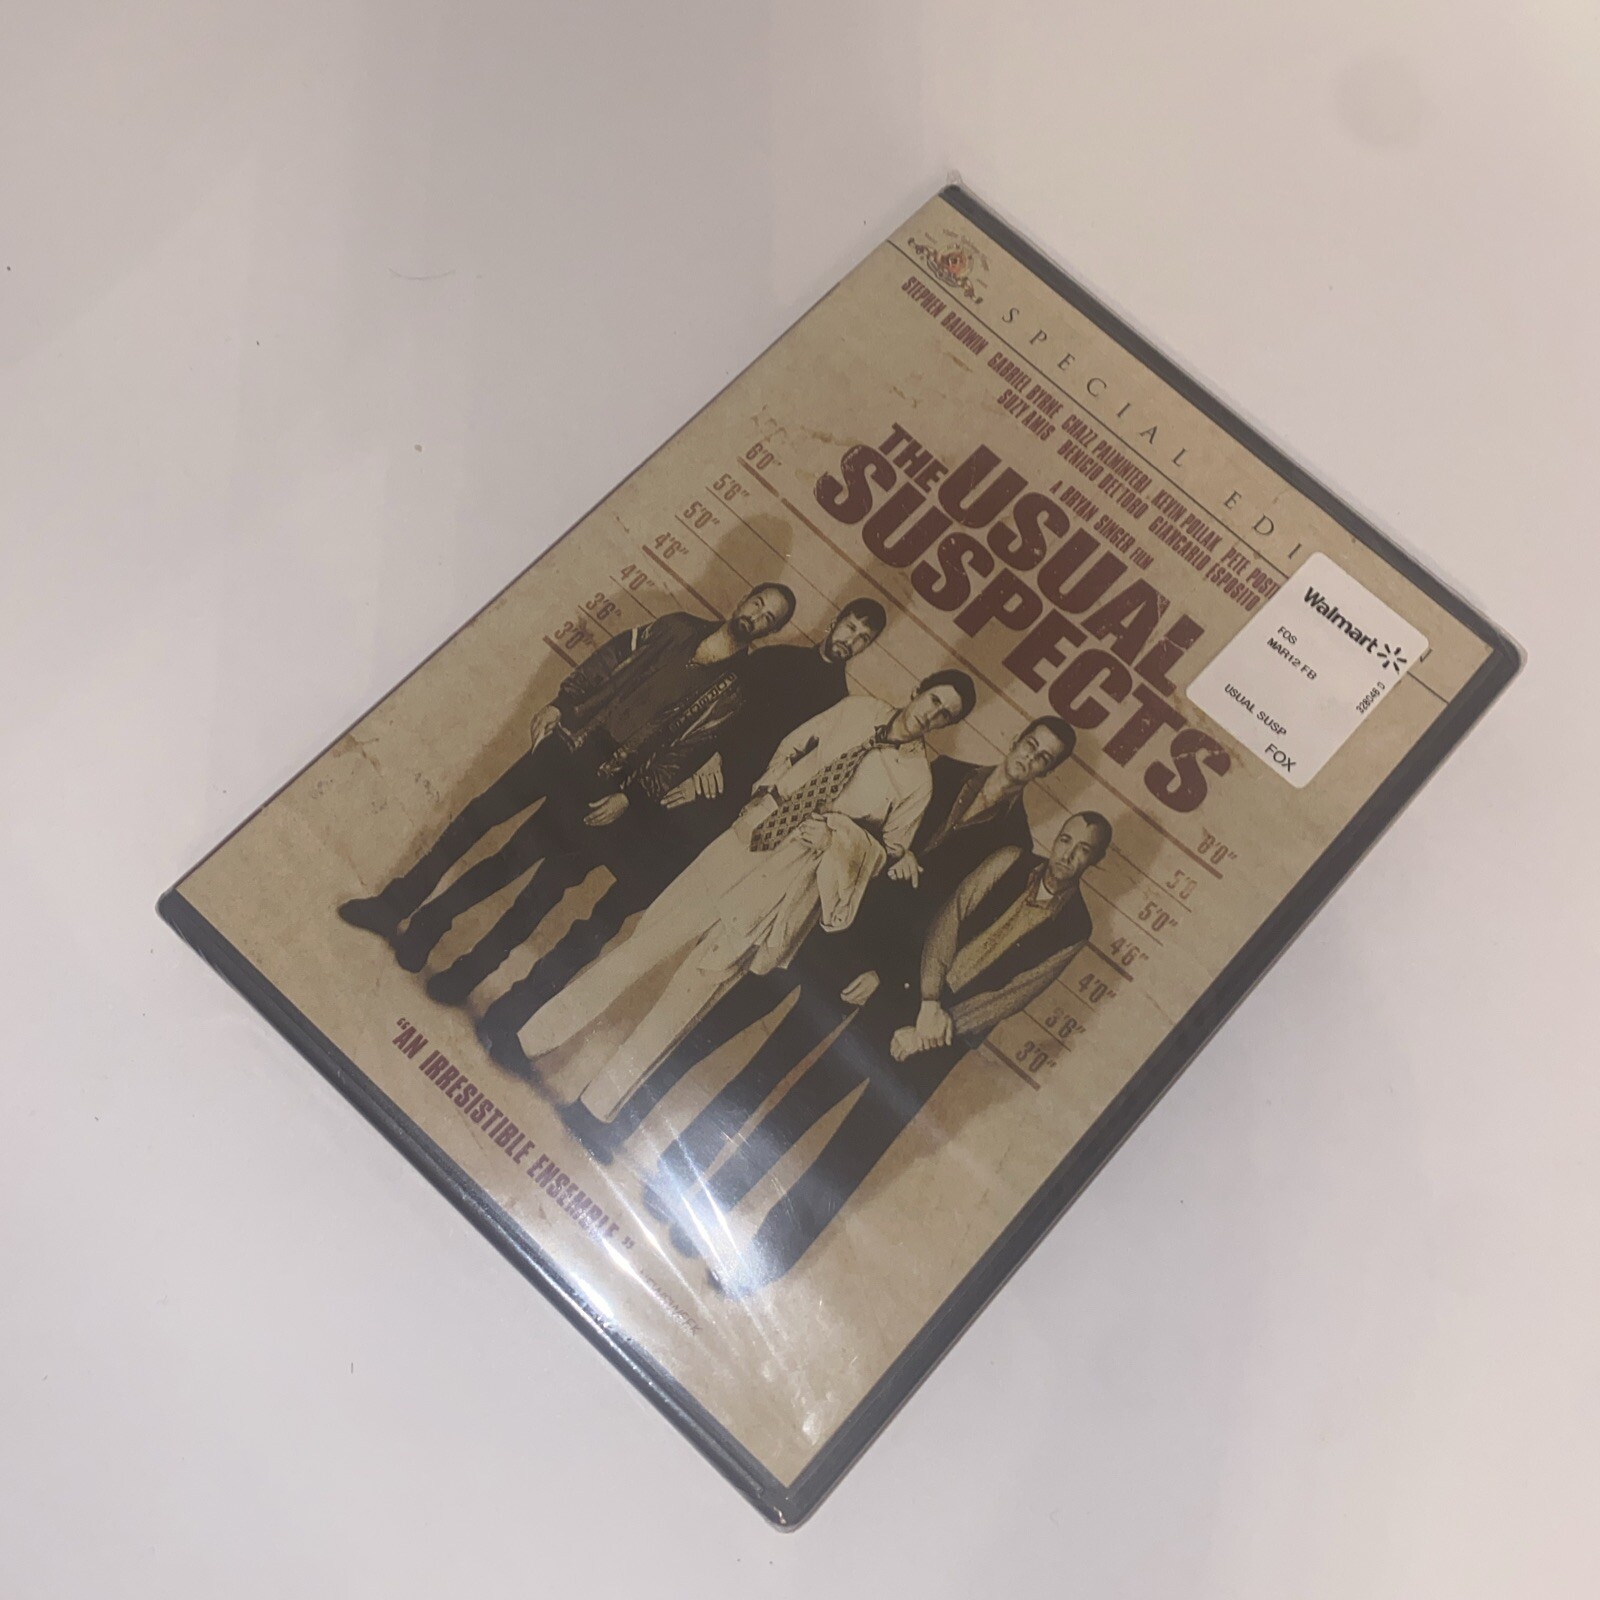 SPECIAL EDI
STEPHEN BALDWIN GABRIEL BYRNE CHAZZ PALMINTERI KEVIN POLLAK PETE POSTL
SUZY AMIS BENICIO DEL TORO GIANCARLO ESPOSITO
A BRYAN SINGER FILM
THE USUAL
SUSPECTS
Walmart
FOS
MAR12 FB
USUAL SUSP
FOX
6'0"
5'6"
5'0"
4'6"
4'0"
3'6"
3'0"
6'0"
5'0"
4'6"
4'0"
3'6"
3'0"
"AN IRRESISTIBLE ENSEMBLE."
NEWSWEEK